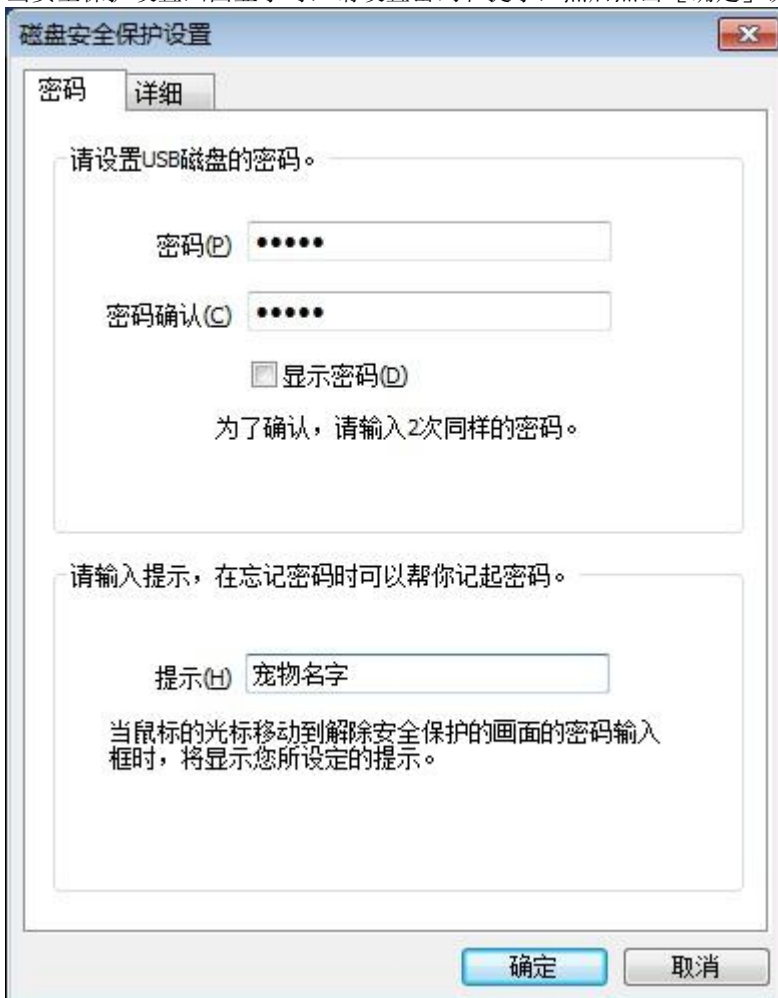 磁盘安全保护设置
密码
详细
请设置USB磁盘的密码。
密码(P) •••••
密码确认(C) •••••
显示密码(D)
为了确认，请输入2次同样的密码。
请输入提示，在忘记密码时可以帮你记起密码。
提示(H) 宠物名字
当鼠标的光标移动到解除安全保护的画面的密码输入
框时，将显示您所设定的提示。
确定
取消